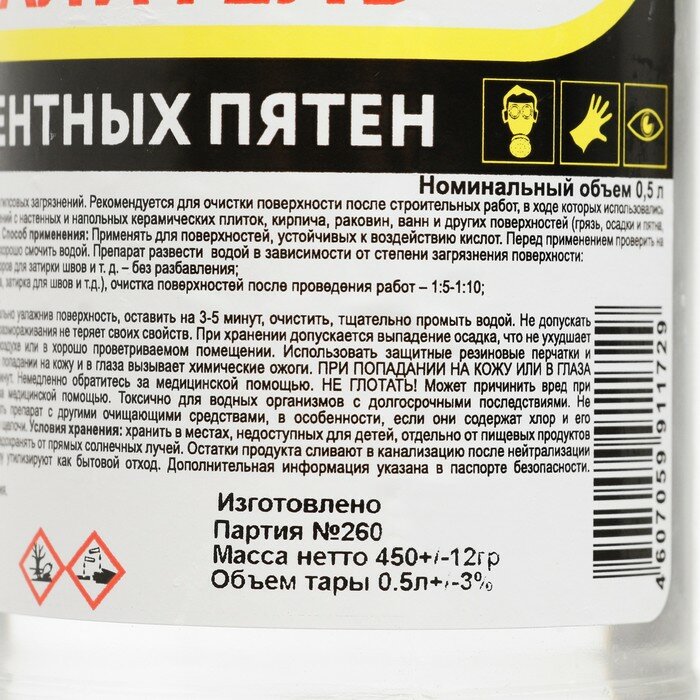 ЕНТНЫХ ПЯТЕН
Номинальный объем 0,5 л
загрязнений. Рекомендуется для очистки поверхности после строительных работ, в ходе которых использовались
с настенных и напольных керамических плиток, кирпича, раковин, ванн и других поверхностей (грязь, осадки и пятна,
Способ применения: Применять для поверхностей, устойчивых к воздействию кислот. Перед применением проверить на
смочить водой. Препарат развести водой в зависимости от степени загрязнения поверхности:
для затирки швов и т. д. – без разбавления;
затирка для швов и т.д.), очистка поверхностей после проведения работ – 1:5-1:10;
увлажнив поверхность, оставить на 3-5 минут, очистить, тщательно промыть водой. Не допускать
не теряет своих свойств. При хранении допускается выпадение осадка, что не ухудшает
или в хорошо проветриваемом помещении. Использовать защитные резиновые перчатки и
попадании на кожу и в глаза вызывает химические ожоги. ПРИ ПОПАДАНИИ НА КОЖУ ИЛИ В ГЛАЗА
Немедленно обратитесь за медицинской помощью. НЕ ГЛОТАТЬ! Может причинить вред при
медицинской помощью. Токсично для водных организмов с долгосрочными последствиями. Не
препарат с другими очищающими средствами, в особенности, если они содержат хлор и его
щелочи. Условия хранения: хранить в местах, недоступных для детей, отдельно от пищевых продуктов
от прямых солнечных лучей. Остатки продукта сливают в канализацию после нейтрализации
утилизируют как бытовой отход. Дополнительная информация указана в паспорте безопасности.
Изготовлено
Партия №260
Масса нетто 450+/-12гр
Объем тары 0.5л+/-3%
4607059911729